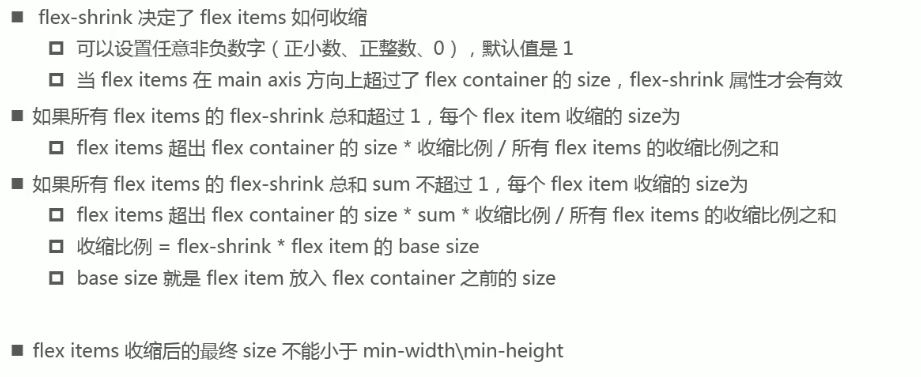 flex-shrink 决定了 flex items 如何收缩
可以设置任意非负数字（正小数、正整数、0），默认值是 1
当 flex items 在 main axis 方向上超过了 flex container 的 size，flex-shrink 属性才会有效
如果所有 flex items 的 flex-shrink 总和超过 1，每个 flex item 收缩的 size为
flex items 超出 flex container 的 size * 收缩比例 / 所有 flex items 的收缩比例之和
如果所有 flex items 的 flex-shrink 总和 sum 不超过 1，每个 flex item 收缩的 size为
flex items 超出 flex container 的 size * sum * 收缩比例 / 所有 flex items 的收缩比例之和
收缩比例 = flex-shrink * flex item 的 base size
base size 就是 flex item 放入 flex container 之前的 size
flex items 收缩后的最终 size 不能小于 min-width\min-height